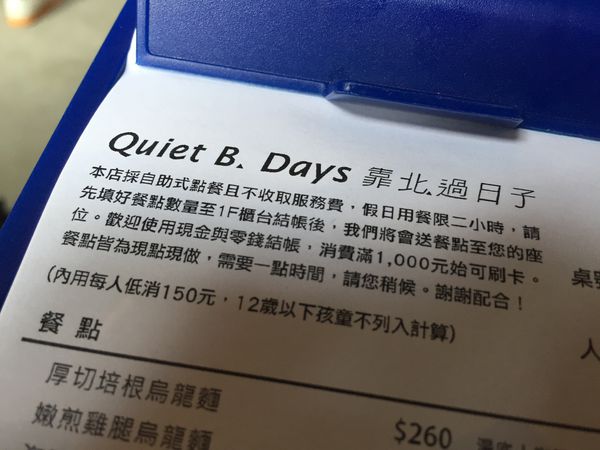 Quiet B. Days 靠北過日子
本店採自助式點餐且不收取服務費，假日用餐限二小時，請
先填好餐點數量至1F櫃台結帳後，我們將會送餐點至您的座
位。歡迎使用現金與零錢結帳，消費滿1,000元始可刷卡。
餐點皆為現點現做，需要一點時間，請您稍候。謝謝配合！
(內用每人低消150元，12歲以下孩童不列入計算)
餐點
人
厚切培根烏龍麵
嫩煎雞腿烏龍麵 $260